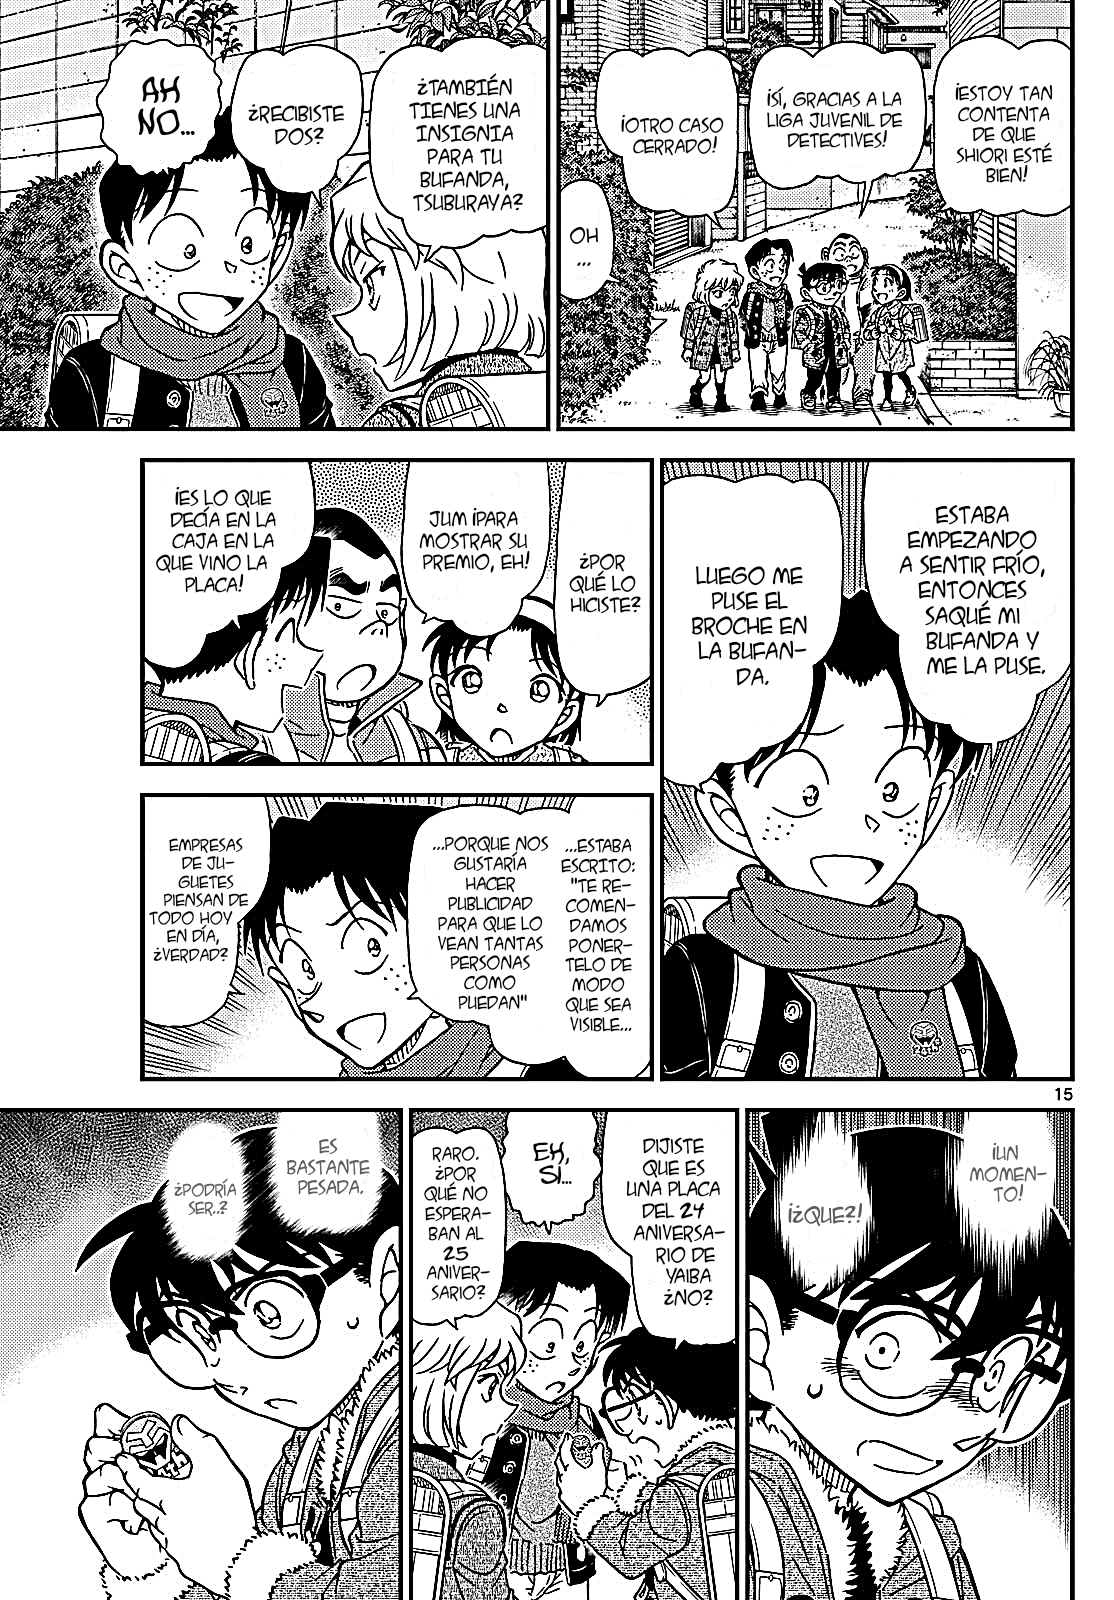 ¡ESTOY TAN
CONTENTA
DE QUE
SHIORI ESTÉ
BIEN!
¡SÍ, GRACIAS A LA
LIGA JUVENIL DE
DETECTIVES!
¡OTRO CASO
CERRADO!
OH
...
¿TAMBIÉN
TIENES UNA
INSIGNIA
PARA TU
BUFANDA,
TSUBURAYA?
¿RECIBISTE
DOS?
AH
NO...
ESTABA
EMPEZANDO
A SENTIR FRÍO,
ENTONCES
SAQUÉ MI
BUFANDA Y
ME LA PUSE.
LUEGO ME
PUSE EL
BROCHE EN
LA BUFAN-
DA.
¿POR
QUÉ LO
HICISTE?
JUM ¡PARA
MOSTRAR SU
PREMIO, EH!
¡ES LO QUE
DECÍA EN LA
CAJA EN LA
QUE VINO LA
PLACA!
...ESTABA
ESCRITO:
"TE RE-
COMEN-
DAMOS
PONER-
TELO DE
MODO
QUE SEA
VISIBLE...
...PORQUE NOS
GUSTARÍA
HACER
PUBLICIDAD
PARA QUE LO
VEAN TANTAS
PERSONAS
COMO
PUEDAN"
EMPRESAS
DE JU-
GUETES
PIENSAN DE
TODO HOY
EN DÍA,
¿VERDAD?
15
¡UN
MOMEN-
TO!
¡¿QUE?!
DIJISTE
QUE ES
UNA PLACA
DEL 24
ANIVERSA-
RIO DE
YAIBA
¿NO?
EH,
SÍ...
RARO.
¿POR
QUÉ NO
ESPERA-
BAN AL
25
ANIVER-
SARIO?
ES
BASTANTE
PESADA.
¿PODRÍA
SER..?